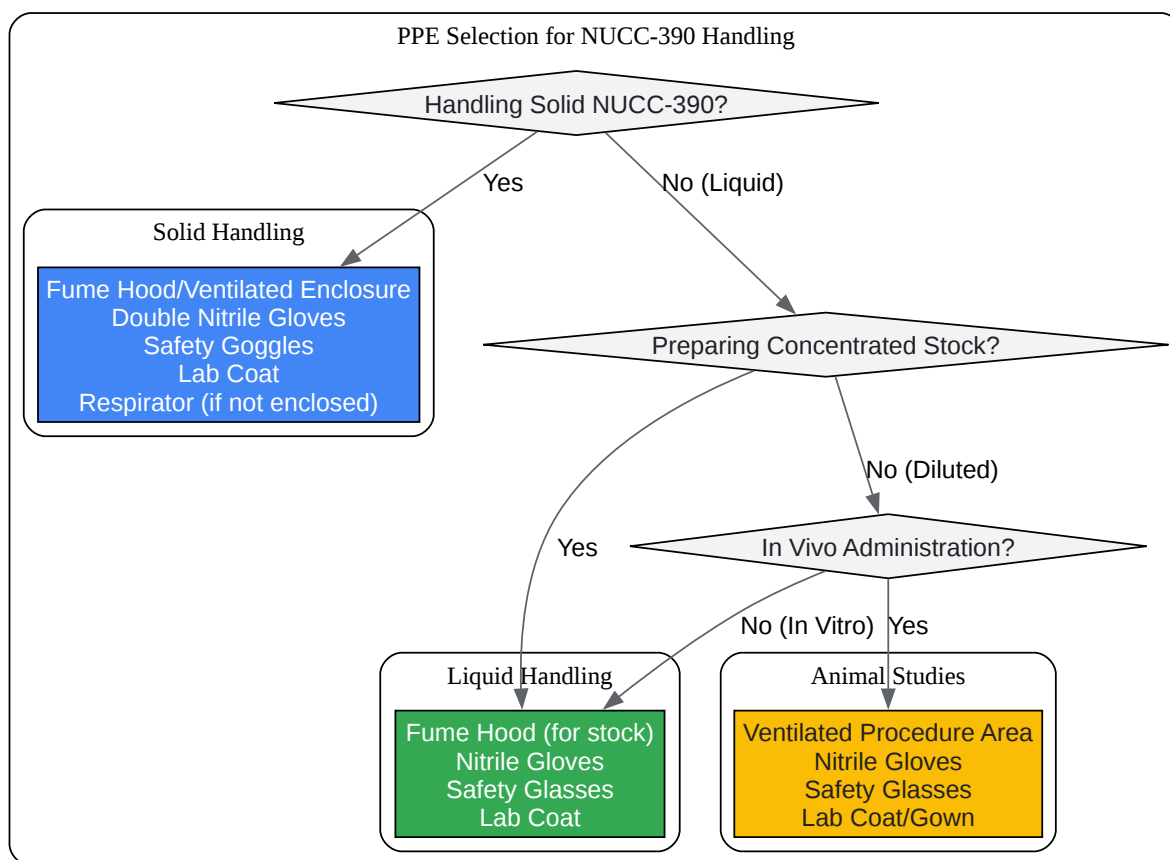 PPE Selection for NUCC-390 Handling
Handling Solid NUCC-390?
Yes
No (Liquid)
Solid Handling
Fume Hood/Ventilated Enclosure
Double Nitrile Gloves
Safety Goggles
Lab Coat
Respirator (if not enclosed)
Preparing Concentrated Stock?
No (Diluted)
Yes
In Vivo Administration?
No (In Vitro)
Yes
Liquid Handling
Fume Hood (for stock)
Nitrile Gloves
Safety Glasses
Lab Coat
Animal Studies
Ventilated Procedure Area
Nitrile Gloves
Safety Glasses
Lab Coat/Gown